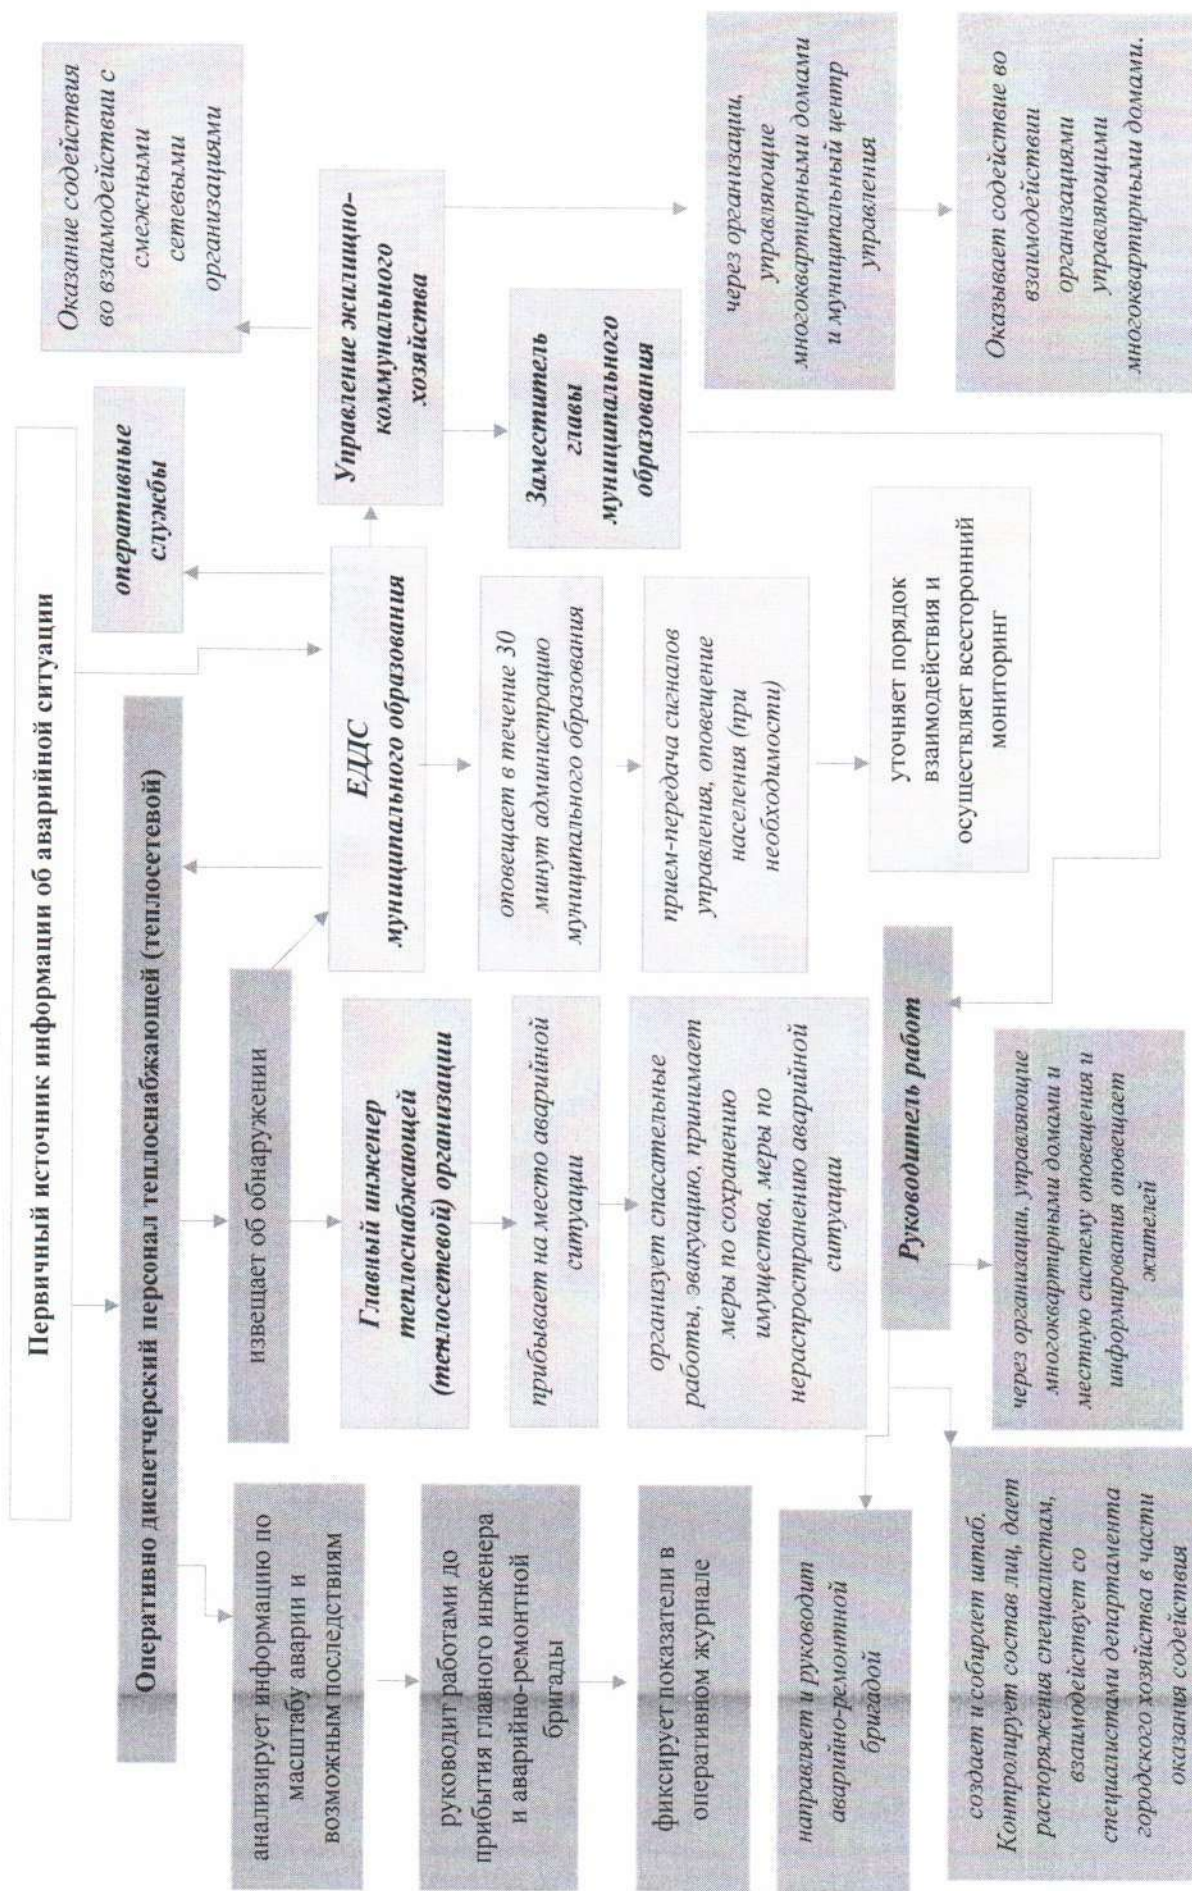 Первичный источник информации об аварийной ситуации
Оперативно диспетчерский персонал теплоснабжающей (теплосетевой)
оперативные
службы
Оказание содействия
во взаимодействии с
смежными
сетевыми
организациями
анализирует информацию по
масштабу аварии и
возможным последствиям
извещает об обнаружении
ЕДДС
муниципального образования
Управление жилищно-
коммунального
хозяйства
руководит работами до
прибытия главного инженера
и аварийно-ремонтной
бригады
Главный инженер
теплоснабжающей
(теплосетевой) организации
оповещает в течение 30
минут администрацию
муниципального образования
Заместитель
главы
муниципального
образования
фиксирует показатели в
оперативном журнале
прибывает на место аварийной
ситуации
прием-передача сигналов
управления, оповещение
населения (при
необходимости)
через организации,
управляющие
многоквартирными домами
и муниципальный центр
управления
организует спасательные
работы, эвакуацию, принимает
меры по сохранению
имущества, меры по
нераспространению аварийной
ситуации
уточняет порядок
взаимодействия и
осуществляет всесторонний
мониторинг
направляет и руководит
аварийно-ремонтной
бригадой
Руководитель работ
Оказывает содействие во
взаимодействии
организациями
управляющими
многоквартирными домами.
создает и собирает штаб.
Контролирует состав лиц, дает
расторяжения специалистам,
взаимодействует со
специалистами департамента
городского хозяйства в части
оказания содействия
через организации, управляющие
многоквартирными домами и
местную систему оповещения и
информирования оповещает
жителей